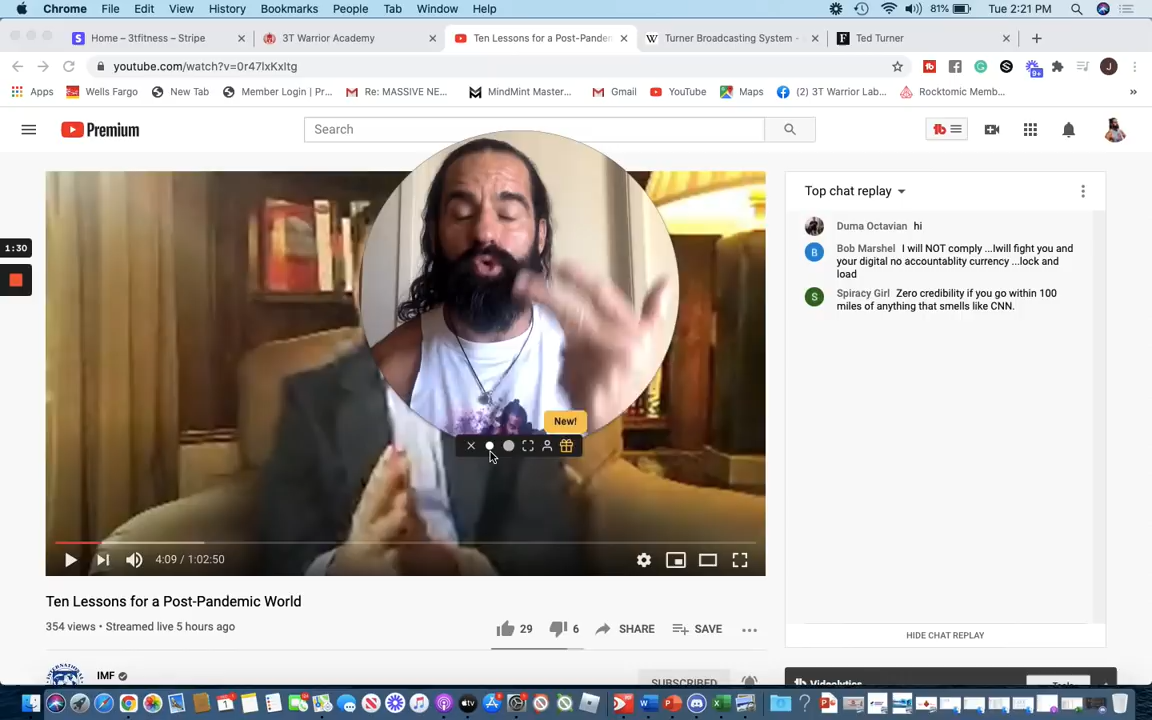 Chrome File Edit View History Bookmarks People Tab Window Help 81% Tue 2:21 PM
Home – 3tfitness – Stripe 3T Warrior Academy Ten Lessons for a Post-Pandem Turner Broadcasting System - Ted Turner
youtube.com/watch?v=0r47lxKxItg 9+ J
Apps Wells Fargo New Tab Member Login | Pr... Re: MASSIVE NE... MindMint Master... Gmail YouTube Maps (2) 3T Warrior Lab... Rocktomic Memb... »
Premium Search
Top chat replay
Duma Octavian hi
Bob Marshel I will NOT comply ...Iwill fight you and
your digital no accountablity currency ...lock and
load
Spiracy Girl Zero credibility if you go within 100
miles of anything that smells like CNN.
1:30
New!
4:09 / 1:02:50
Ten Lessons for a Post-Pandemic World
354 views • Streamed live 5 hours ago
29 6 SHARE SAVE
HIDE CHAT REPLAY
IMF
SUBSCRIBED
Videolytics